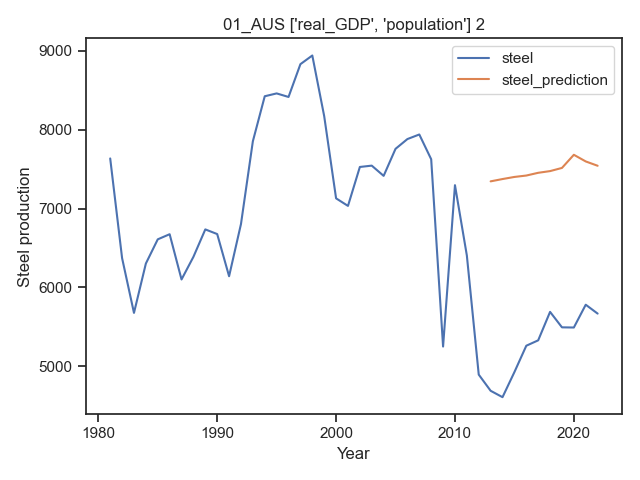 01_AUS ['real_GDP', 'population'] 2
steel
steel_prediction
9000
8000
7000
6000
5000
Steel production
1980
1990
2000
2010
2020
Year